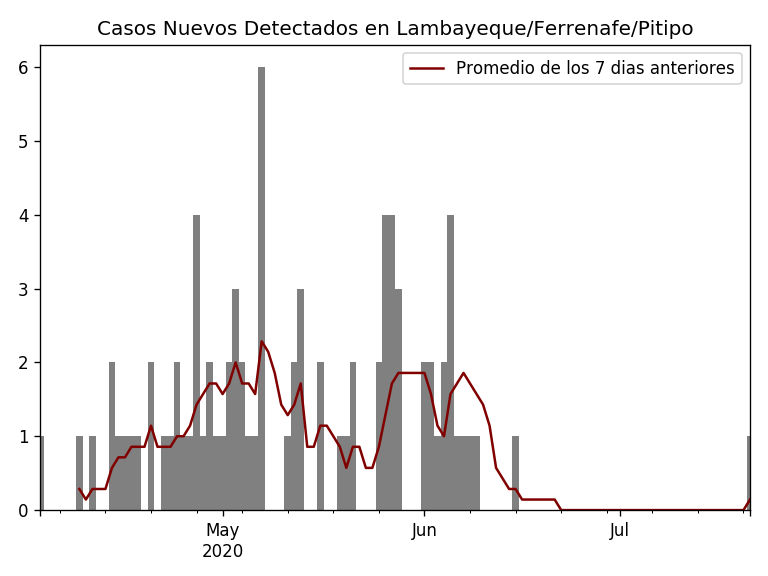 Casos Nuevos Detectados en Lambayeque/Ferrenafe/Pitipo
Promedio de los 7 dias anteriores
6
5
4
3
2
1
0
May
2020
Jun
Jul